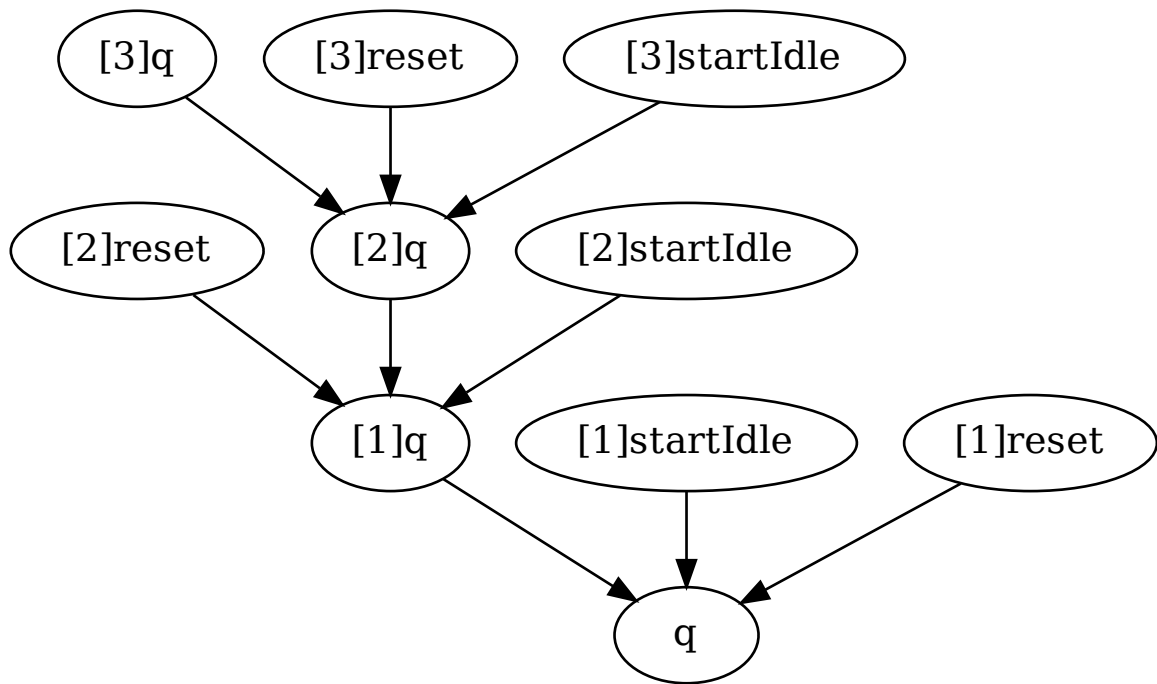 [3]q
[3]reset
[3]startIdle
[2]reset
[2]q
[2]startIdle
[1]q
[1]startIdle
[1]reset
q